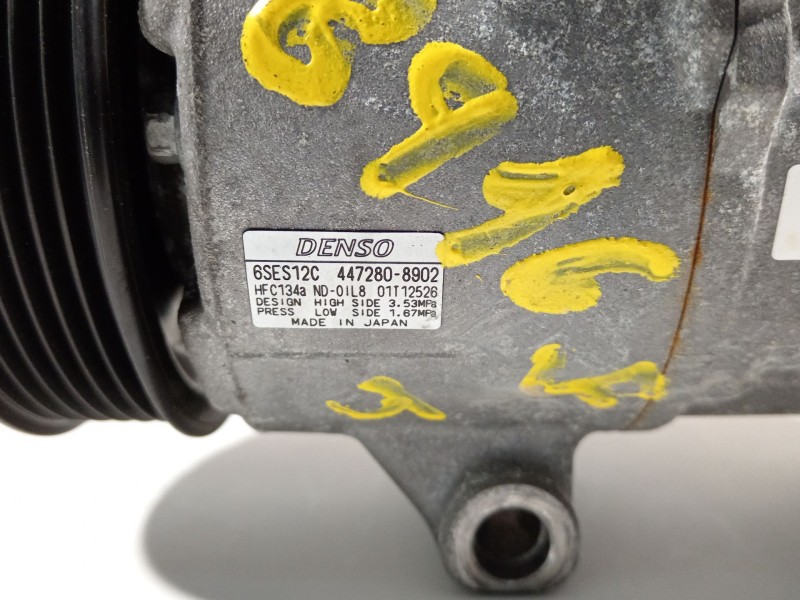 DENSO
6SES12C 447280-8902
HFC134a ND-OIL8 01T12526
DESIGN HIGH SIDE 3.53MPa
PRESS LOW SIDE 1.67MPa
MADE IN JAPAN